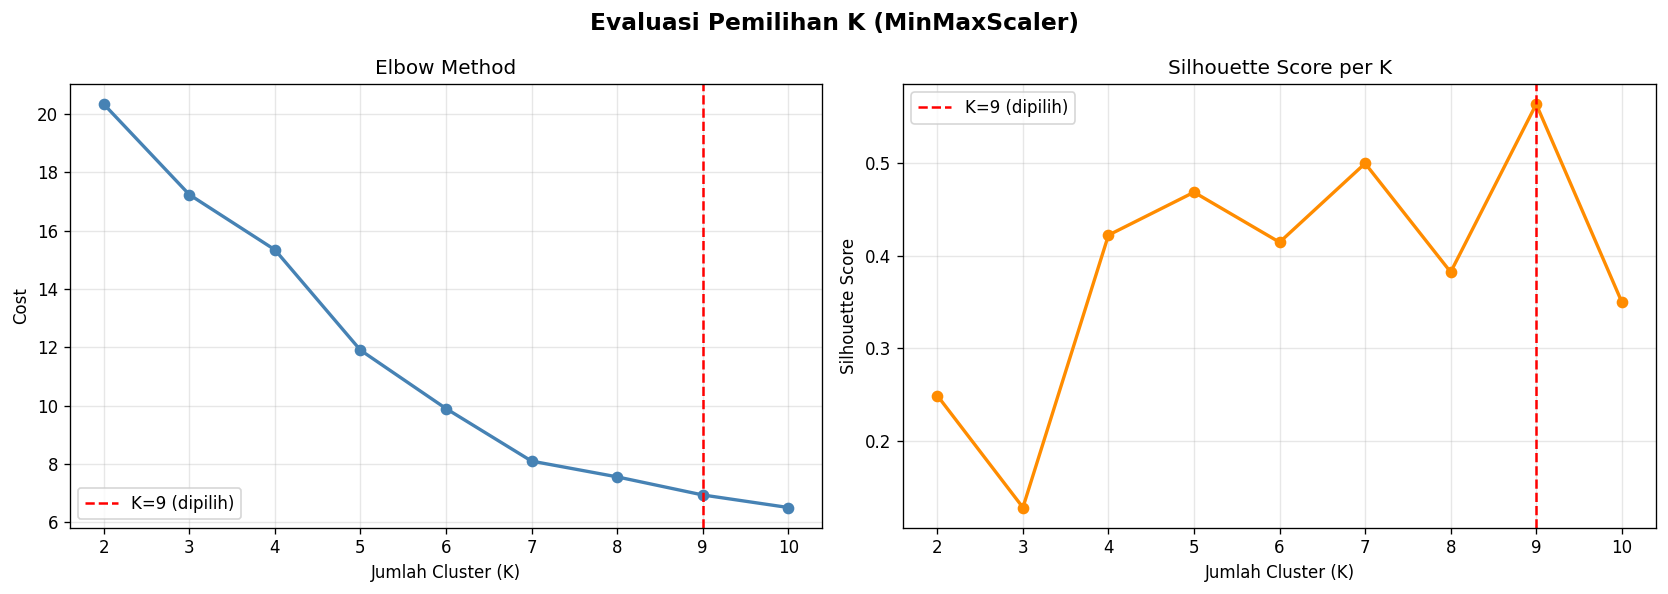 Evaluasi Pemilihan K (MinMaxScaler)
Elbow Method
Cost
20
18
16
14
12
10
8
6
K=9 (dipilih)
2 3 4 5 6 7 8 9 10
Jumlah Cluster (K)
Silhouette Score per K
K=9 (dipilih)
Silhouette Score
0.5
0.4
0.3
0.2
2 3 4 5 6 7 8 9 10
Jumlah Cluster (K)